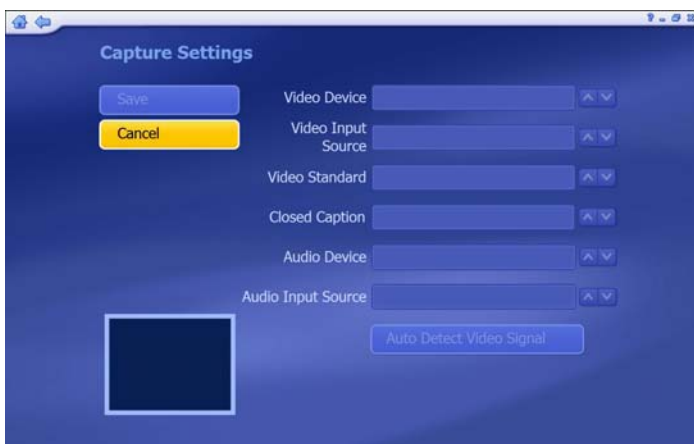 Capture Settings
Save
Cancel
Video Device
Video Input
Source
Video Standard
Closed Caption
Audio Device
Audio Input Source
Auto Detect Video Signal